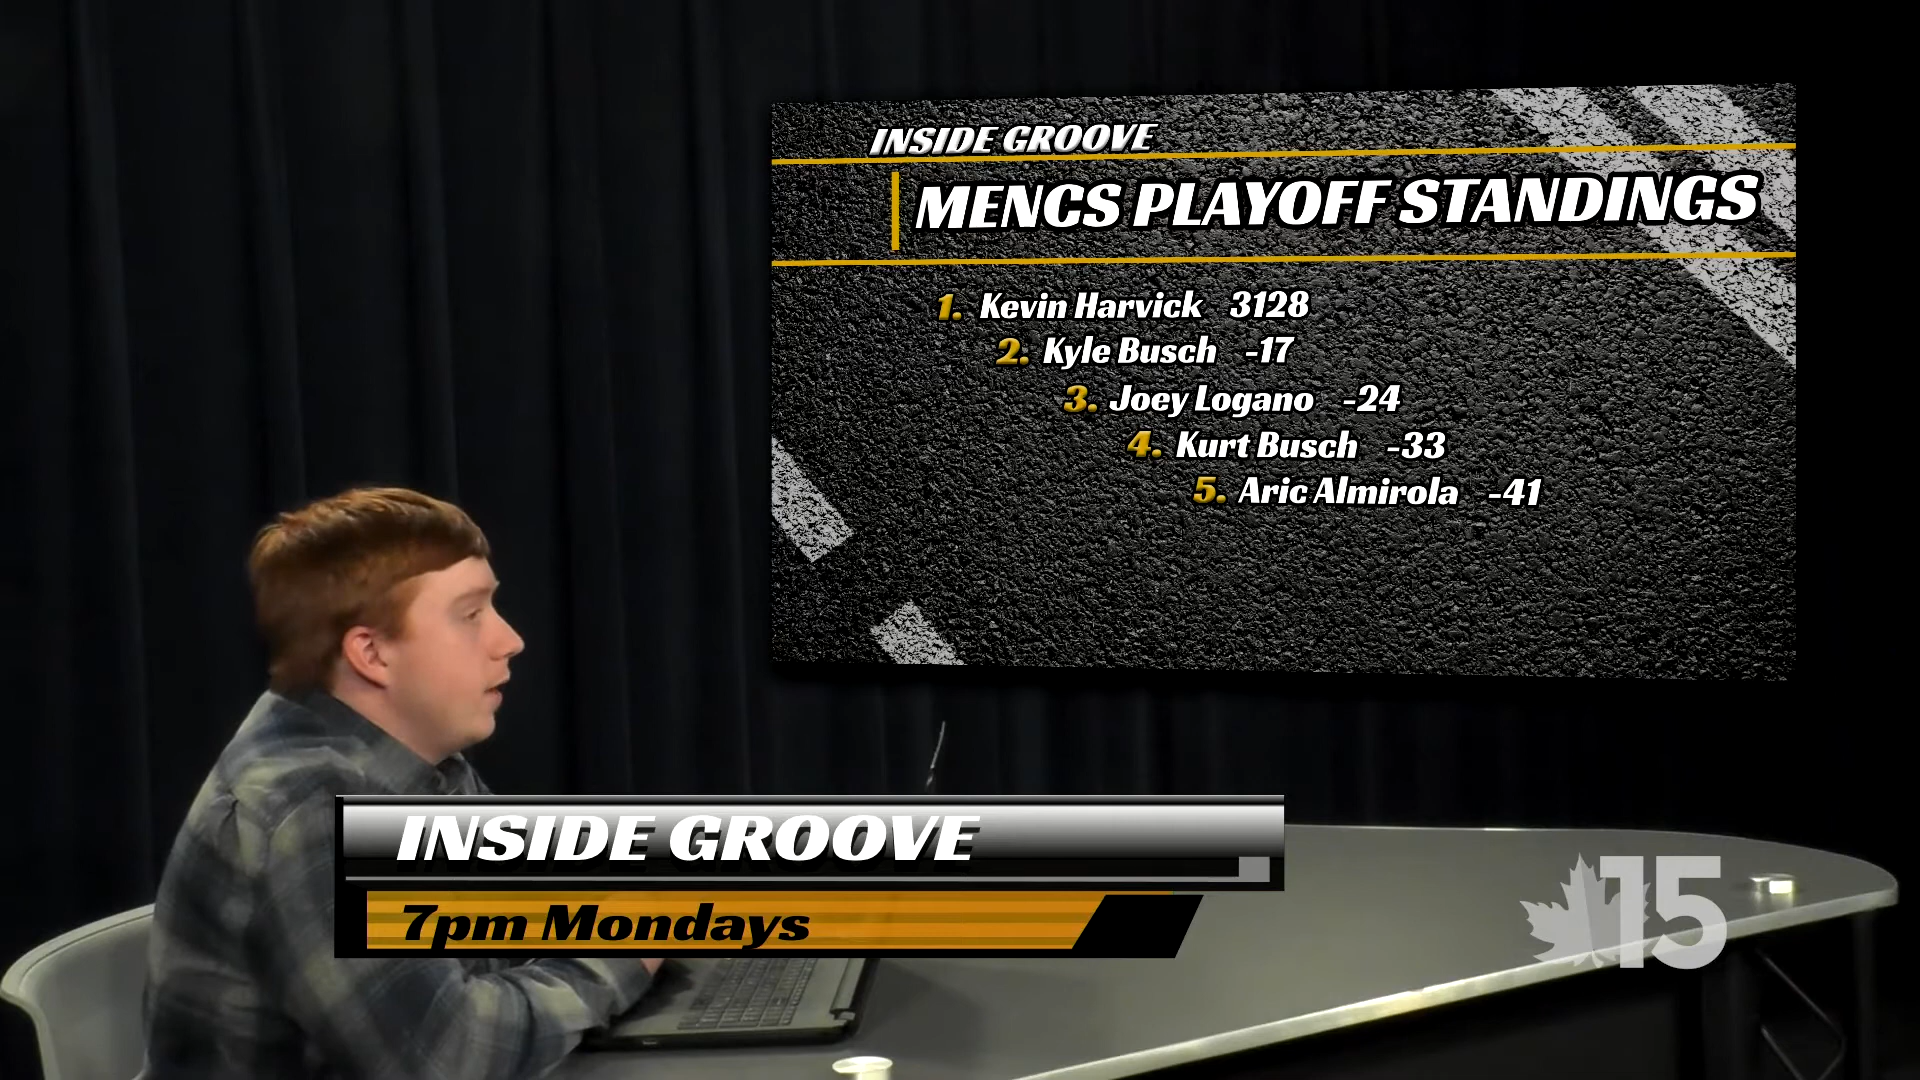 INSIDE GROOVE
MENCS PLAYOFF STANDINGS
1. Kevin Harvick 3128
2. Kyle Busch -17
3. Joey Logano -24
4. Kurt Busch -33
5. Aric Almirola -41
INSIDE GROOVE
7pm Mondays
15